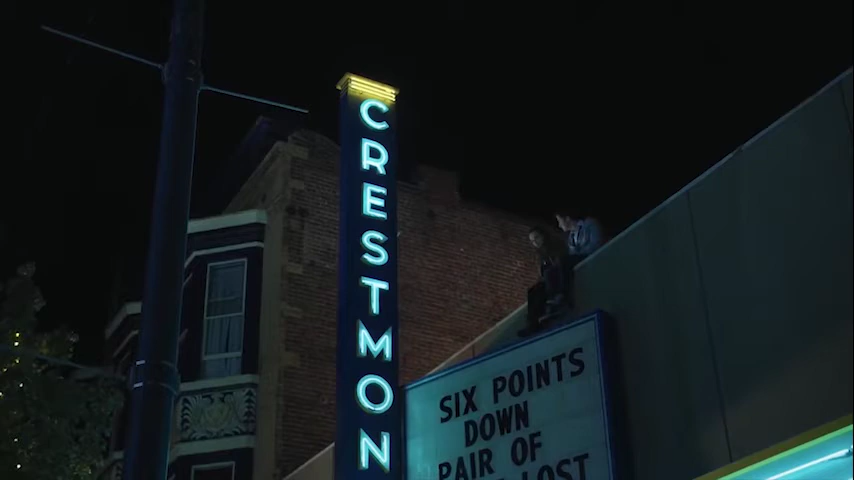 CRESTMON
SIX POINTS
DOWN
PAIR OF
LOST